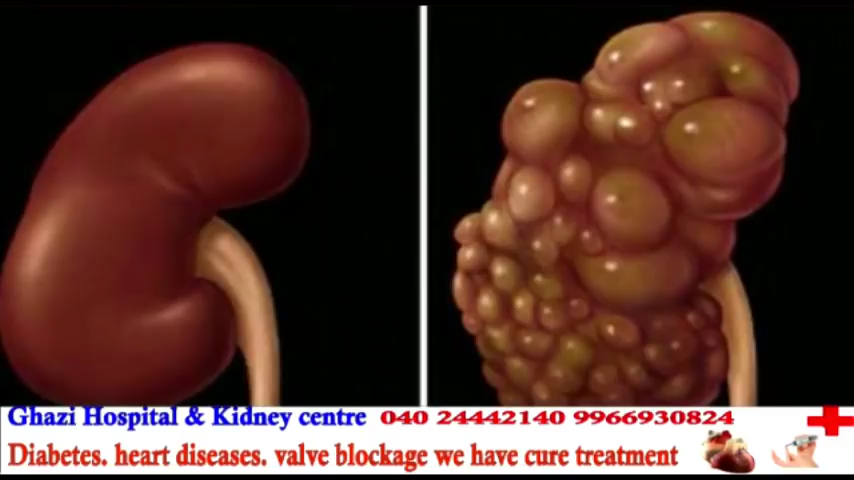 Ghazi Hospital & Kidney centre 040 24442140 9966930824
Diabetes. heart diseases. valve blockage we have cure treatment